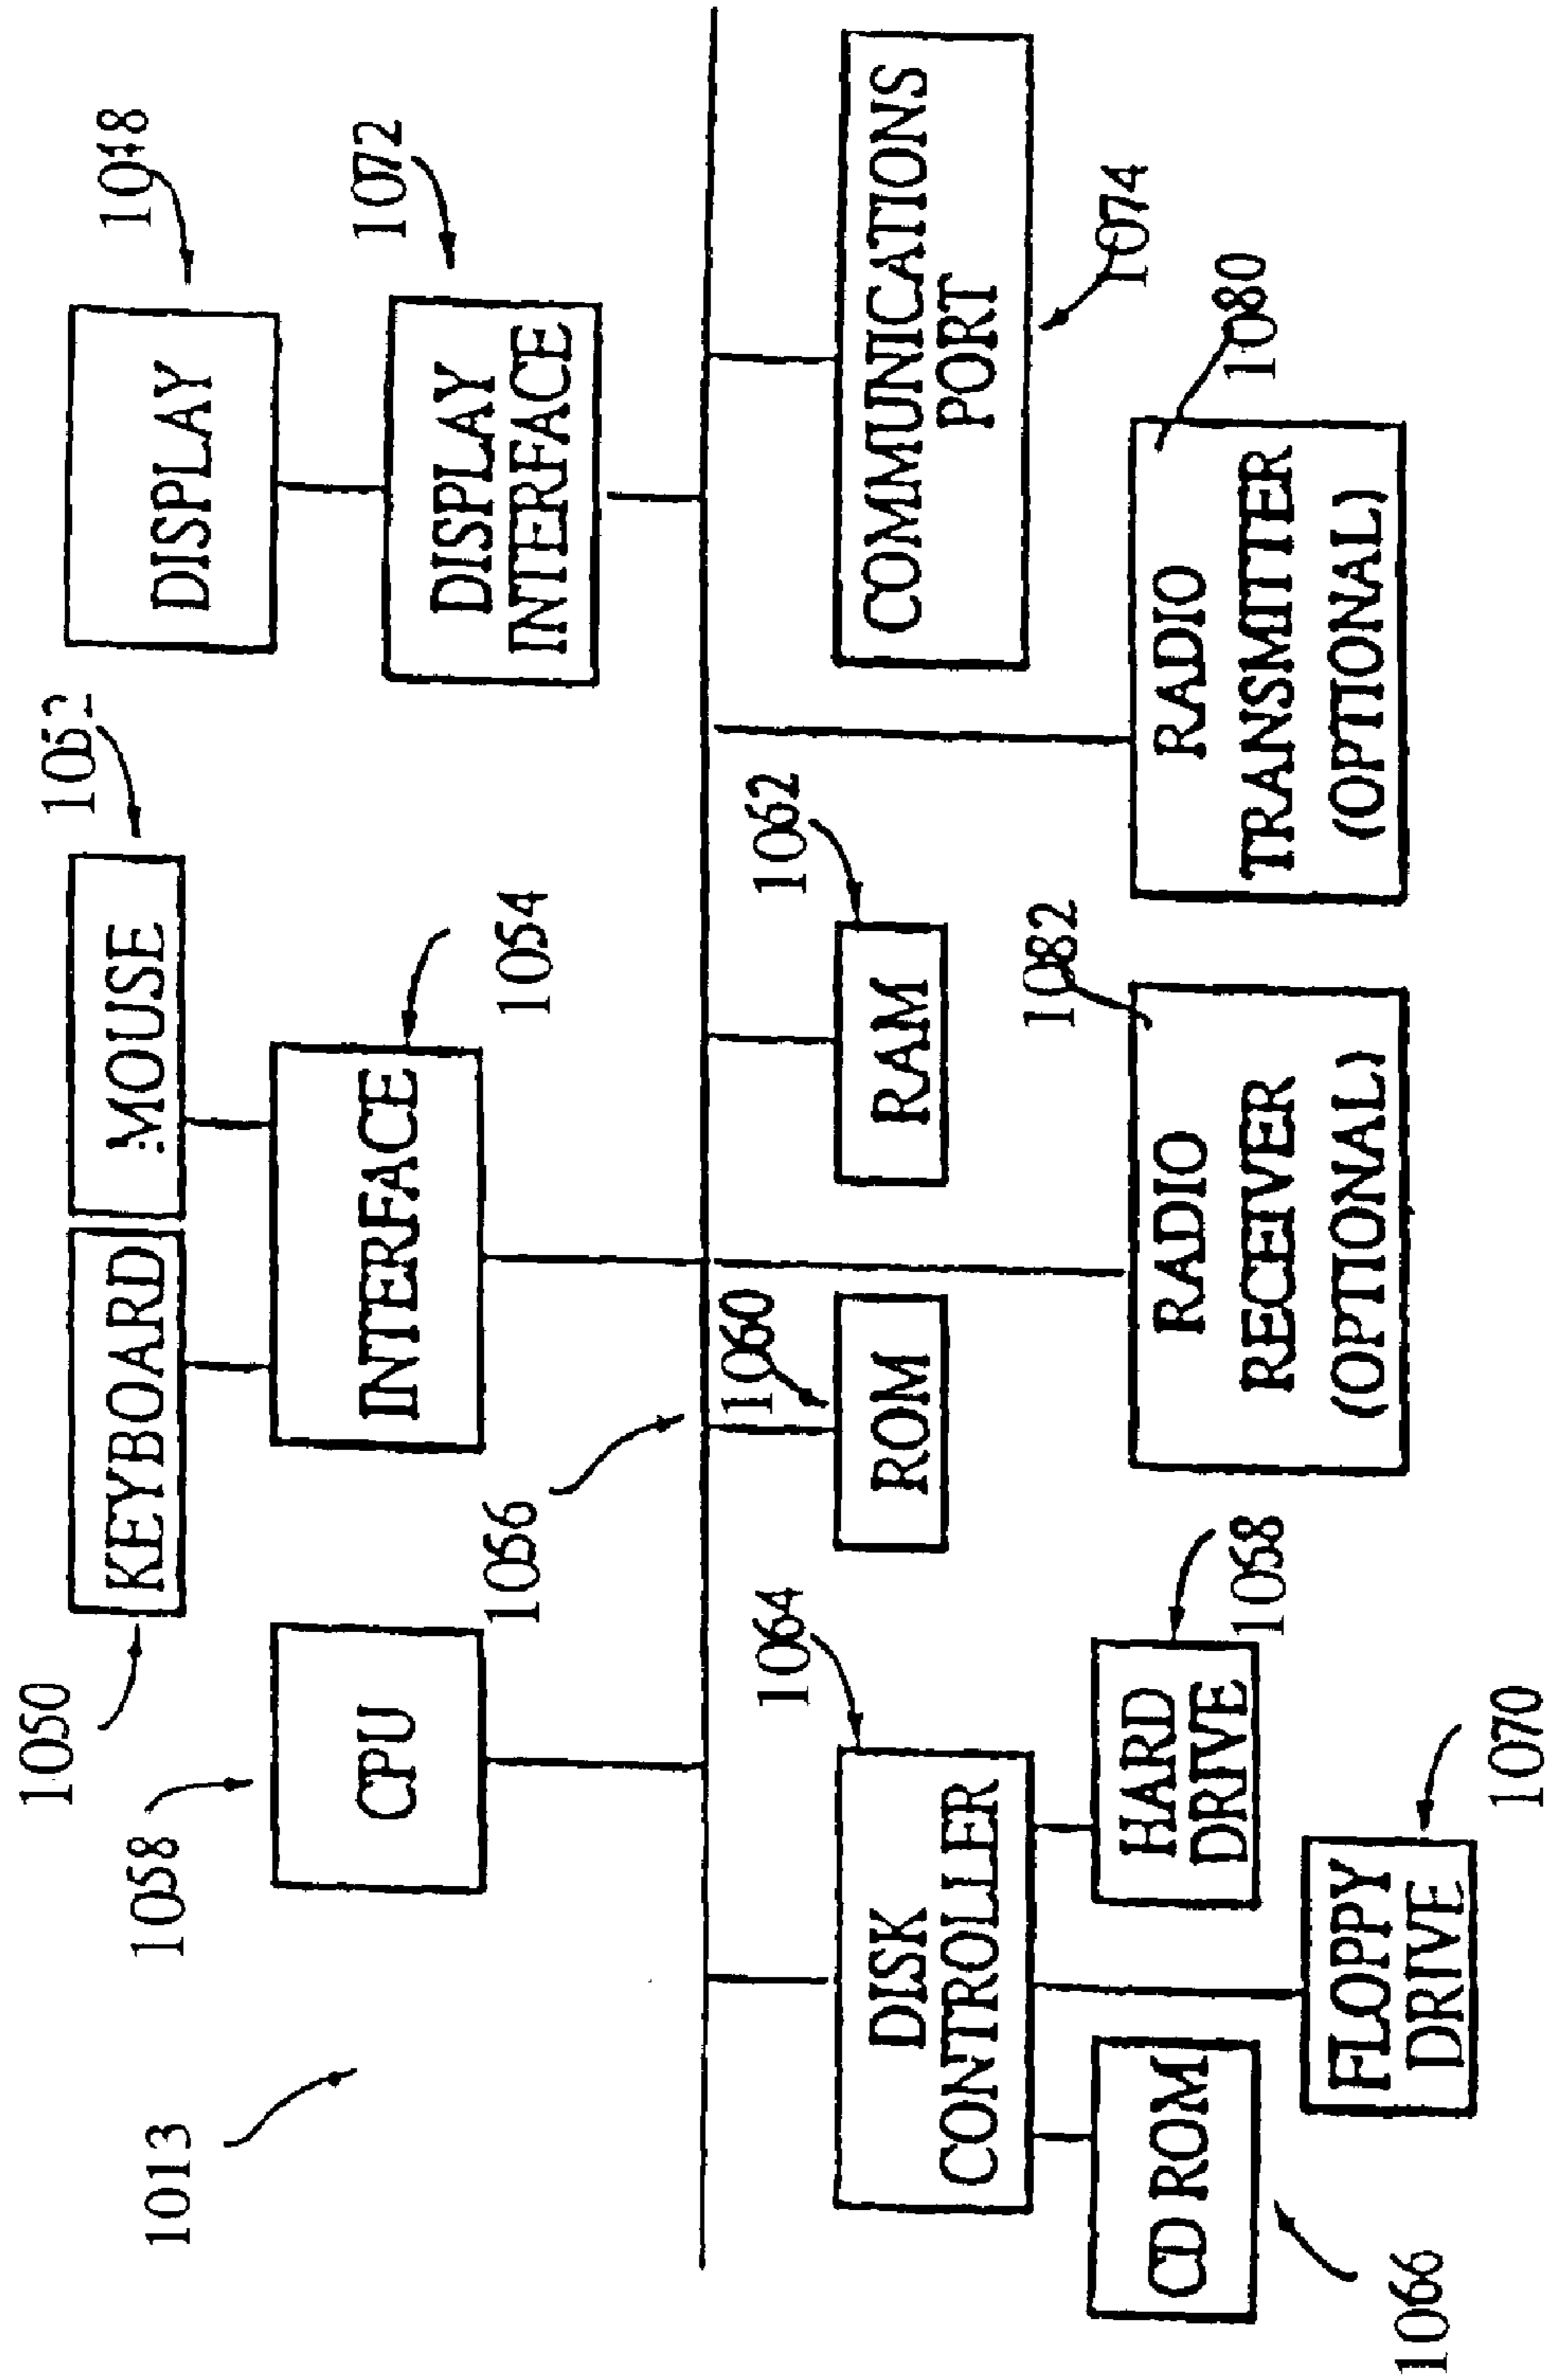 1050
1052
1048
KEYBOARD
MOUSE
DISPLAY
1013
1058
CPU
INTERFACE
1054
1072
DISPLAY
INTERFACE
1056
1064
1060
1062
DISK
CONTROLLER
ROM
RAM
COMMUNICATIONS
PORT
1074
1082
1080
CD ROM
HARD
DRIVE
1068
RADIO
RECEIVER
(OPTIONAL)
RADIO
TRANSMITTER
(OPTIONAL)
1066
FLOPPY
DRIVE
1070